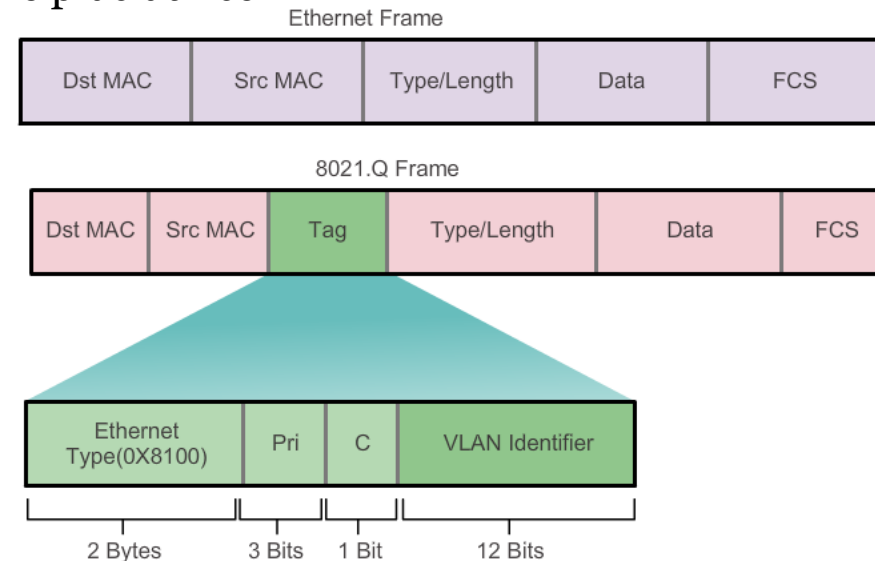 Ethernet Frame
Dst MAC Src MAC Type/Length Data FCS
8021.Q Frame
Dst MAC Src MAC Tag Type/Length Data FCS
Ethernet
Type(0X8100) Pri C VLAN Identifier
2 Bytes 3 Bits 1 Bit 12 Bits